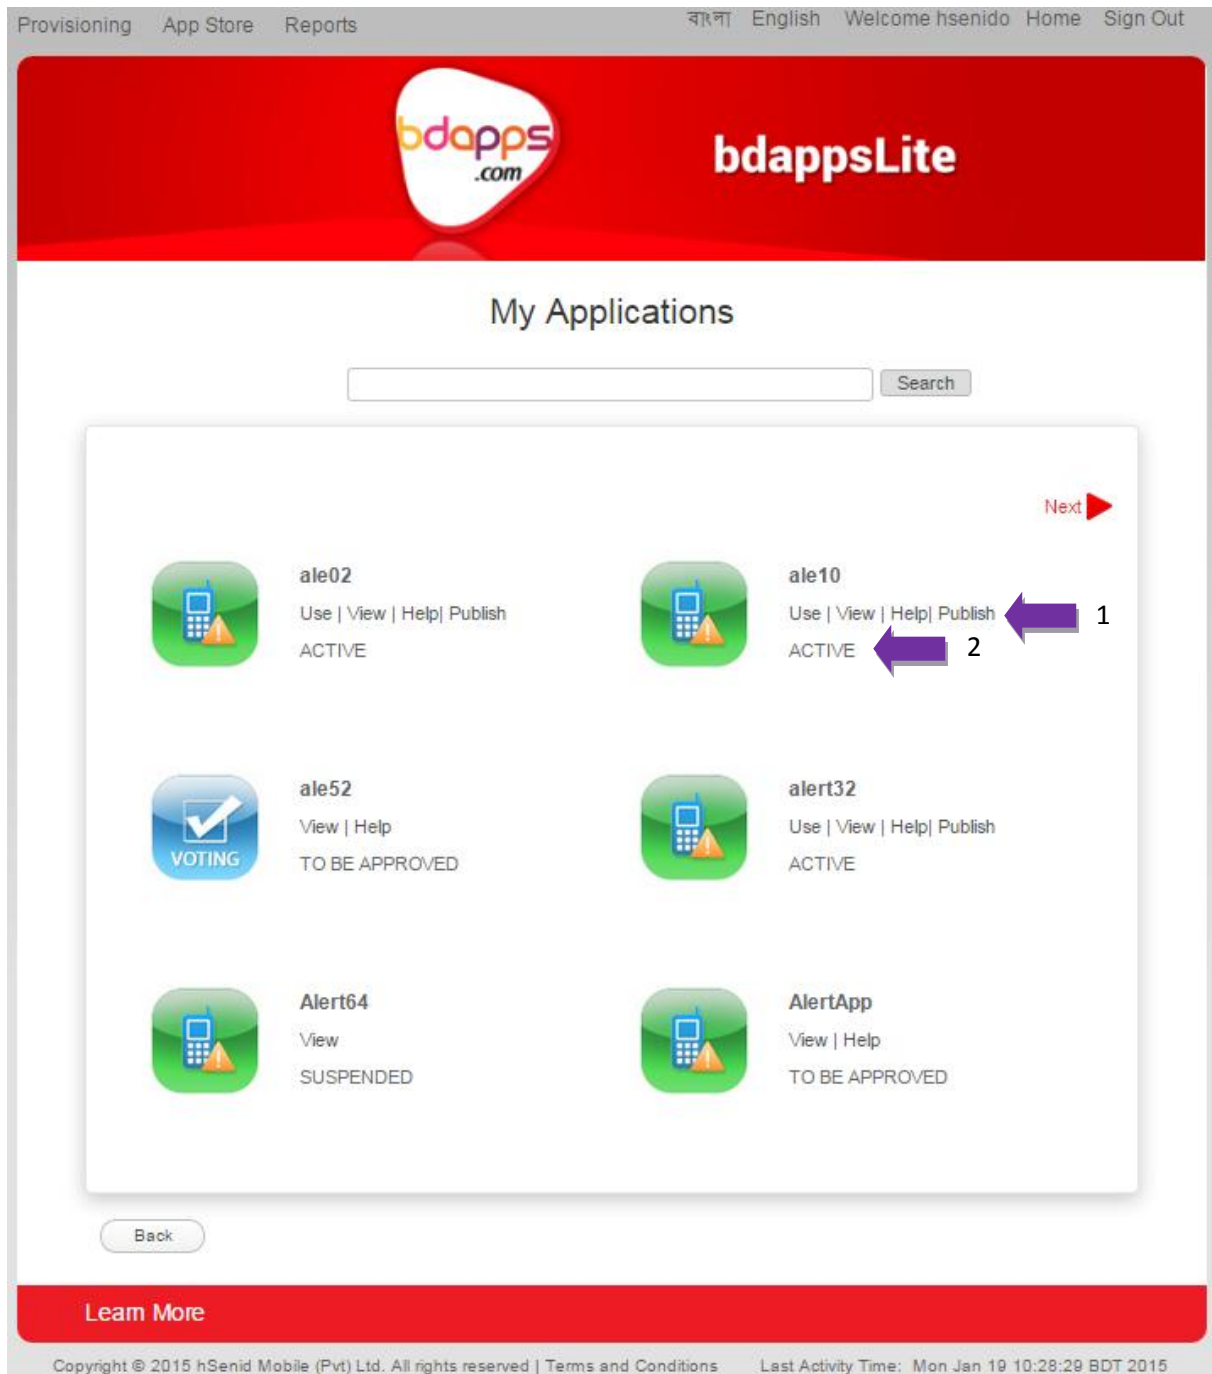 Provisioning App Store Reports বাংলা English Welcome hsenido Home Sign Out
bdapps
.com
bdappsLite
My Applications
Search
Next
ale02
Use | View | Help| Publish
ACTIVE
ale10
Use | View | Help| Publish 1
ACTIVE 2
ale52
View | Help
TO BE APPROVED
VOTING
alert32
Use | View | Help| Publish
ACTIVE
Alert64
View
SUSPENDED
AlertApp
View | Help
TO BE APPROVED
Back
Learn More
Copyright © 2015 hSenid Mobile (Pvt) Ltd. All rights reserved | Terms and Conditions Last Activity Time: Mon Jan 19 10:28:29 BDT 2015